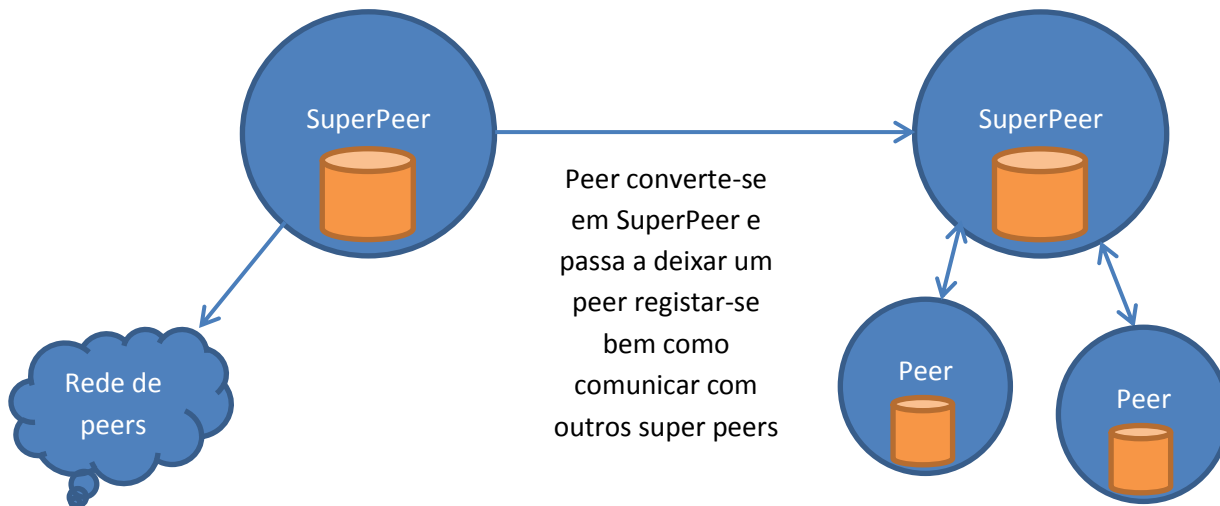 SuperPeer
SuperPeer
Peer converte-se
em SuperPeer e
passa a deixar um
peer registar-se
bem como
comunicar com
outros super peers
Rede de
peers
Peer
Peer